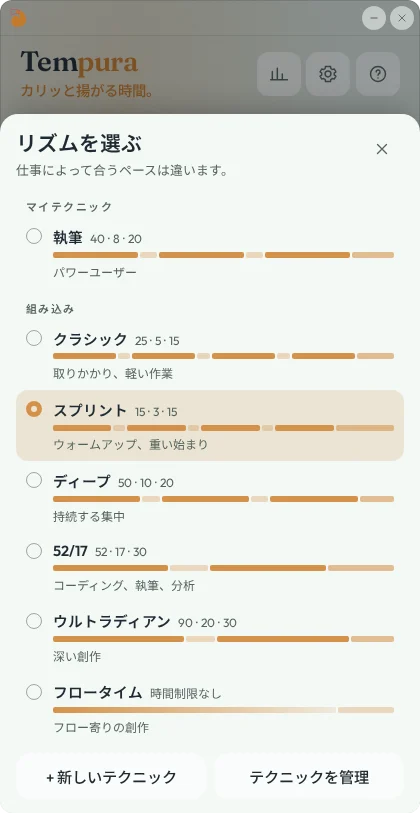 Tempura
カリッと揚がる時間。
リズムを選ぶ
仕事によって合うペースは違います。
マイテクニック
執筆 40·8·20
パワーユーザー
組み込み
クラシック 25·5·15
取りかかり、軽い作業
スプリント 15·3·15
ウォームアップ、重い始まり
ディープ 50·10·20
持続する集中
52/17 52·17·30
コーディング、執筆、分析
ウルトラディアン 90·20·30
深い創作
フロータイム 時間制限なし
フロー寄りの創作
+ 新しいテクニック
テクニックを管理